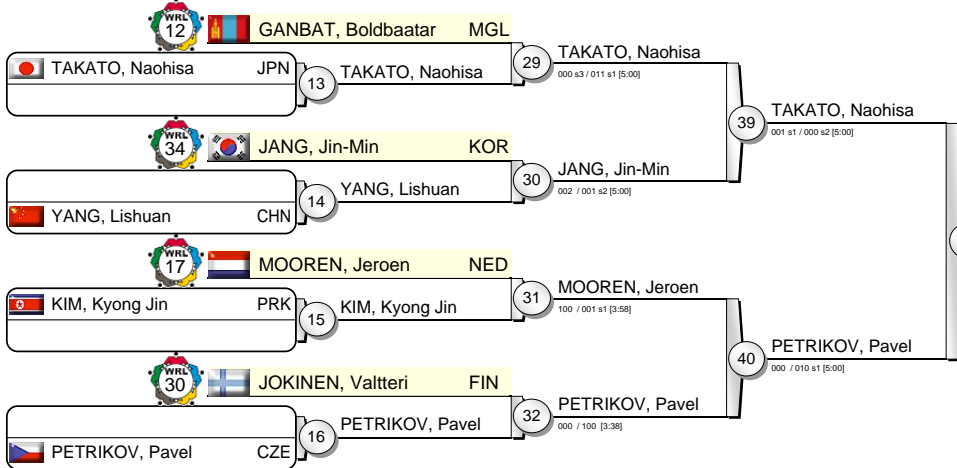 WRL
12
GANBAT, Boldbaatar MGL
TAKATO, Naohisa JPN
13
TAKATO, Naohisa
29
TAKATO, Naohisa
000 s3 / 011 s1 [5:00]
WRL
34
JANG, Jin-Min KOR
YANG, Lishuan CHN
14
YANG, Lishuan
30
JANG, Jin-Min
002 / 001 s2 [5:00]
39
TAKATO, Naohisa
001 s1 / 000 s2 [5:00]
WRL
17
MOOREN, Jeroen NED
KIM, Kyong Jin PRK
15
KIM, Kyong Jin
31
MOOREN, Jeroen
100 / 001 s1 [3:58]
WRL
30
JOKINEN, Valtteri FIN
PETRIKOV, Pavel CZE
16
PETRIKOV, Pavel
32
PETRIKOV, Pavel
000 / 100 [3:38]
40
PETRIKOV, Pavel
000 / 010 s1 [5:00]